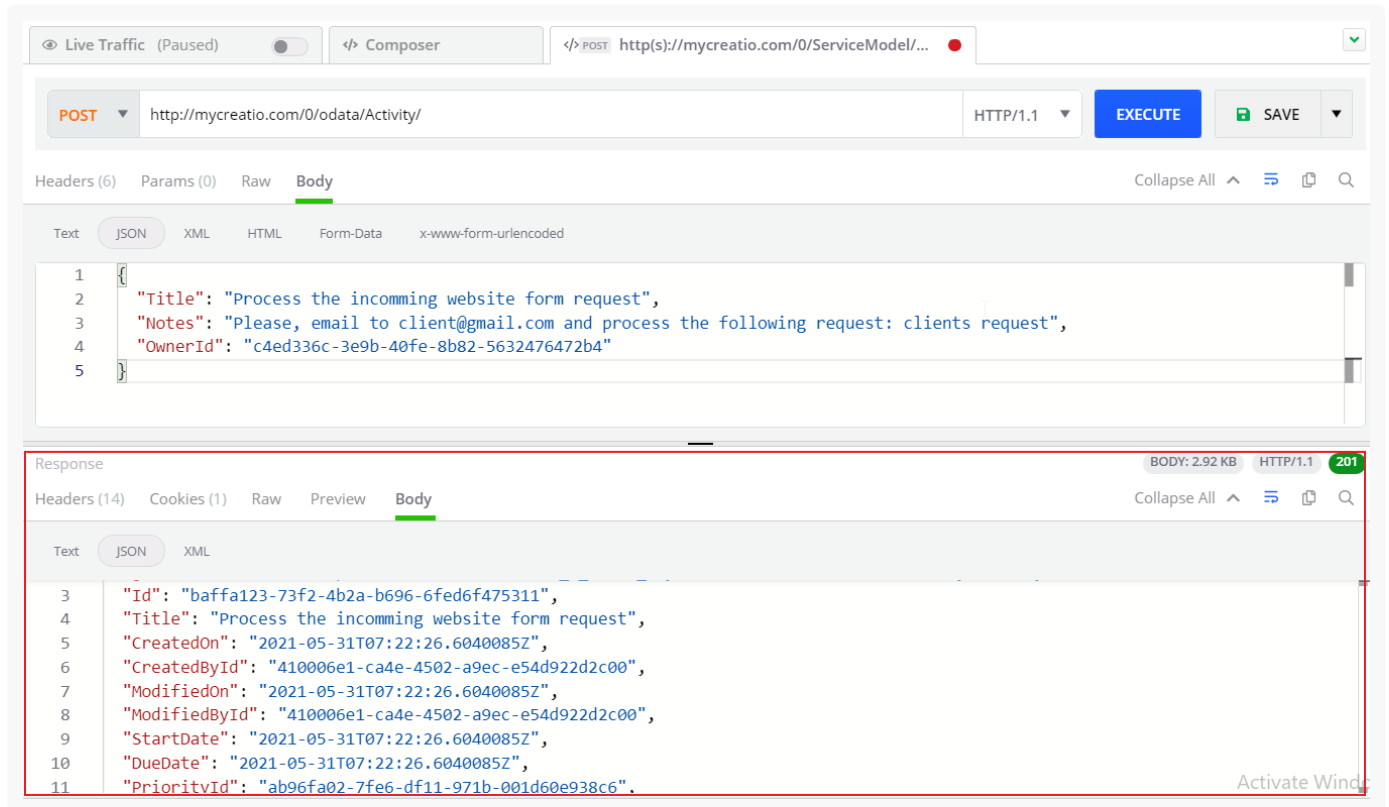 Live Traffic (Paused) </> Composer </> POST http(s)://mycreatio.com/0/ServiceModel/...
POST http://mycreatio.com/0/odata/Activity/ HTTP/1.1 EXECUTE SAVE
Headers (6) Params (0) Raw Body Collapse All
Text JSON XML HTML Form-Data x-www-form-urlencoded
1 {
2 "Title": "Process the incomming website form request",
3 "Notes": "Please, email to client@gmail.com and process the following request: clients request",
4 "OwnerId": "c4ed336c-3e9b-40fe-8b82-5632476472b4"
5 }
Response BODY: 2.92 KB HTTP/1.1 201
Headers (14) Cookies (1) Raw Preview Body Collapse All
Text JSON XML
3 "Id": "baffa123-73f2-4b2a-b696-6fed6f475311",
4 "Title": "Process the incomming website form request",
5 "CreatedOn": "2021-05-31T07:22:26.6040085Z",
6 "CreatedById": "410006e1-ca4e-4502-a9ec-e54d922d2c00",
7 "ModifiedOn": "2021-05-31T07:22:26.6040085Z",
8 "ModifiedById": "410006e1-ca4e-4502-a9ec-e54d922d2c00",
9 "StartDate": "2021-05-31T07:22:26.6040085Z",
10 "DueDate": "2021-05-31T07:22:26.6040085Z",
11 "PriorityId": "ab96fa02-7fe6-df11-971b-001d60e938c6",
Activate Windo